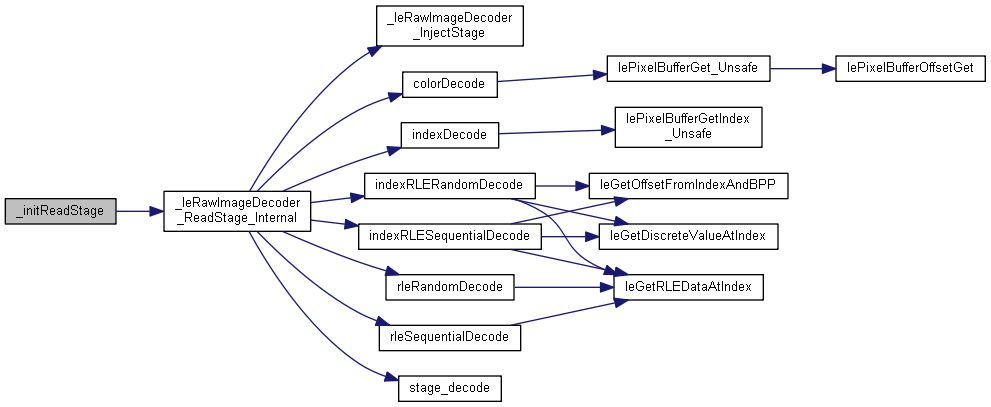 _initReadStage
_leRawImageDecoder
_ReadStage_Internal
_leRawImageDecoder
_InjectStage
colorDecode
indexDecode
indexRLERandomDecode
indexRLESequentialDecode
rleRandomDecode
rleSequentialDecode
stage_decode
lePixelBufferGet_Unsafe
lePixelBufferGetIndex
_Unsafe
leGetOffsetFromIndexAndBPP
leGetDiscreteValueAtIndex
leGetRLEDataAtIndex
lePixelBufferOffsetGet